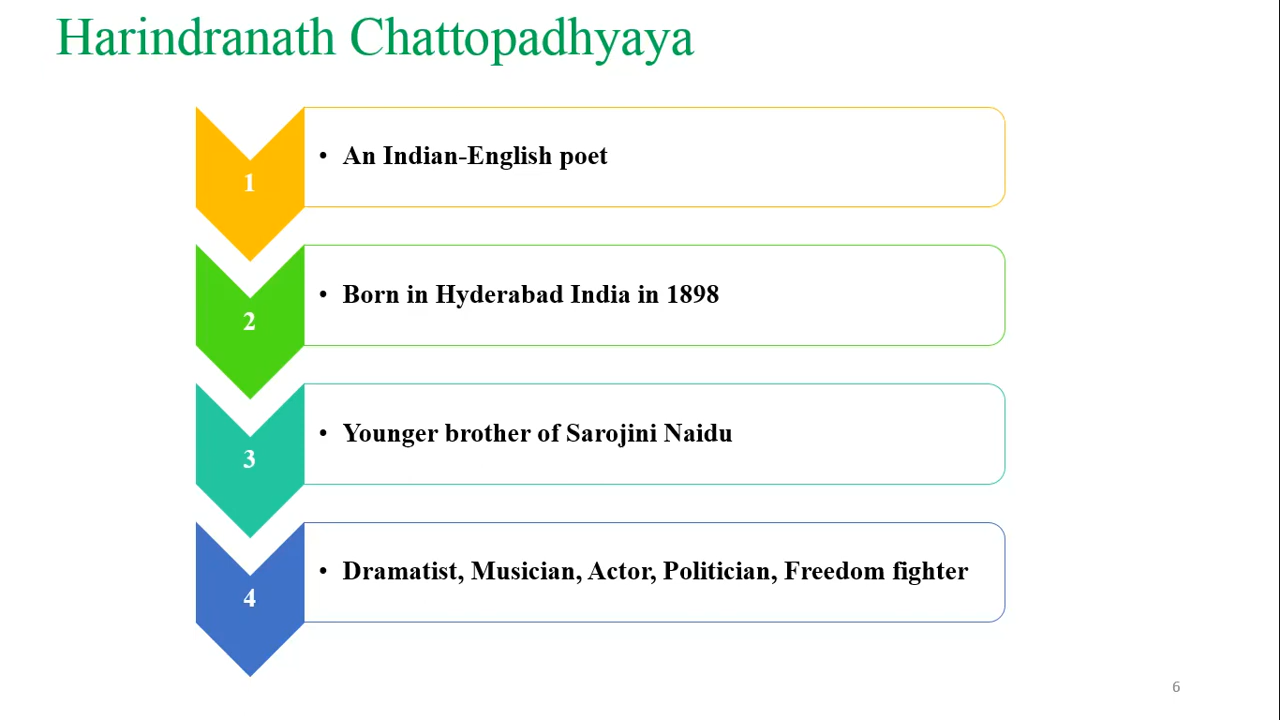 Harindranath Chattopadhyaya
1
• An Indian-English poet
2
• Born in Hyderabad India in 1898
3
• Younger brother of Sarojini Naidu
4
• Dramatist, Musician, Actor, Politician, Freedom fighter
6